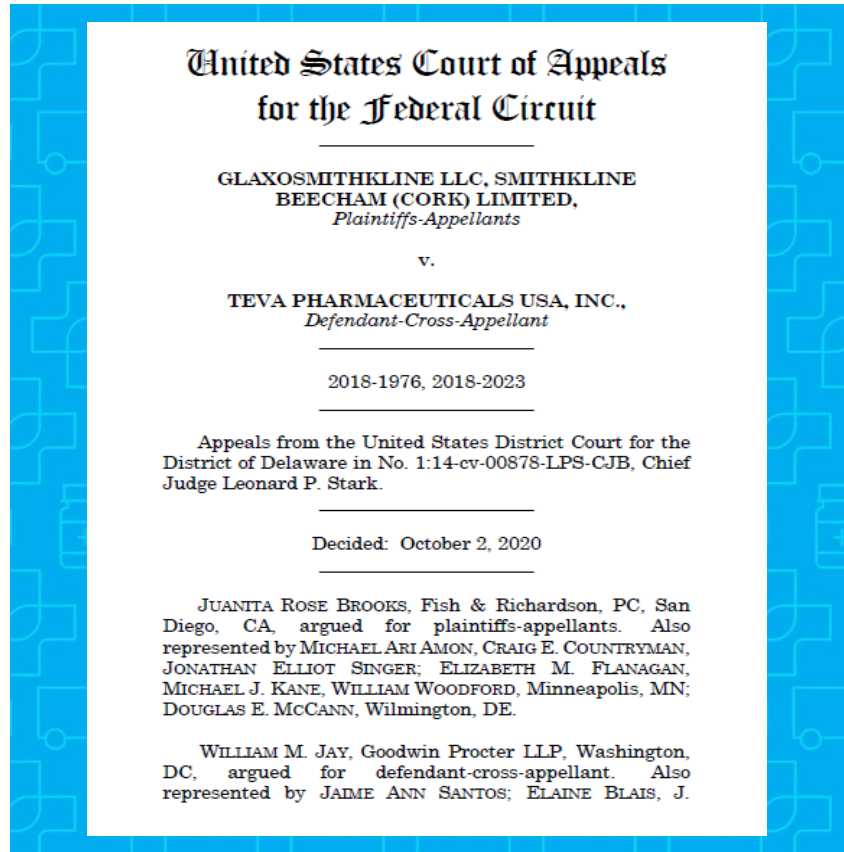 United States Court of Appeals
for the Federal Circuit
GLAXOSMITHKLINE LLC, SMITHKLINE
BEECHAM (CORK) LIMITED,
Plaintiffs-Appellants
v.
TEVA PHARMACEUTICALS USA, INC.,
Defendant-Cross-Appellant
2018-1976, 2018-2023
Appeals from the United States District Court for the
District of Delaware in No. 1:14-cv-00878-LPS-CJB, Chief
Judge Leonard P. Stark.
Decided: October 2, 2020
JUANITA ROSE BROOKS, Fish & Richardson, PC, San
Diego, CA, argued for plaintiffs-appellants. Also
represented by MICHAEL ARI AMON, CRAIG E. COUNTRYMAN,
JONATHAN ELLIOT SINGER; ELIZABETH M. FLANAGAN,
MICHAEL J. KANE, WILLIAM WOODFORD, Minneapolis, MN;
DOUGLAS E. MCCANN, Wilmington, DE.
WILLIAM M. JAY, Goodwin Procter LLP, Washington,
DC, argued for defendant-cross-appellant. Also
represented by JAIME ANN SANTOS; ELAINE BLAIS, J.